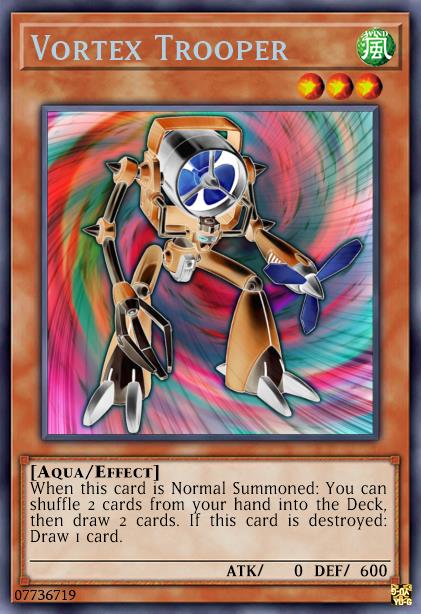 VORTEX TROOPER
WIND
風
[AQUA/EFFECT]
When this card is Normal Summoned: You can
shuffle 2 cards from your hand into the Deck,
then draw 2 cards. If this card is destroyed:
Draw 1 card.
ATK/ 0 DEF/ 600
07736719